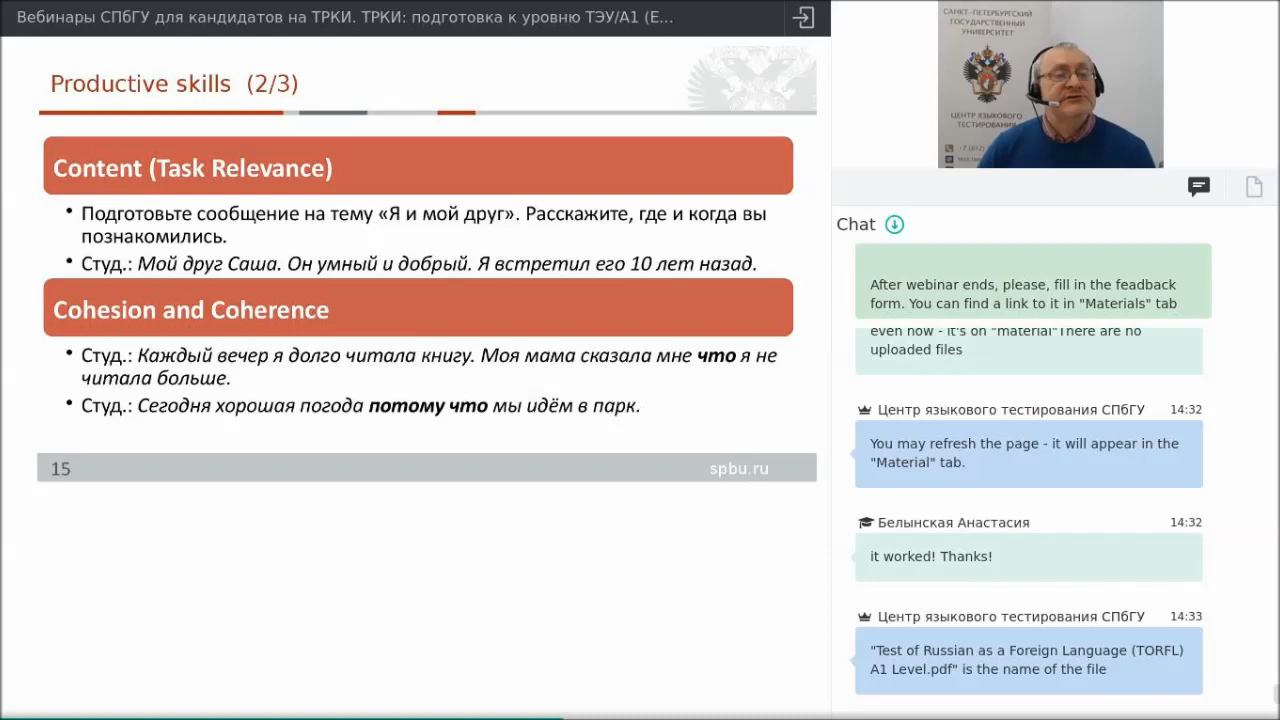 Вебинары СПбГУ для кандидатов на ТРКИ. ТРКИ: подготовка к уровню ТЭУ/А1 (Е...
Productive skills (2/3)
Content (Task Relevance)
• Подготовьте сообщение на тему «Я и мой друг». Расскажите, где и когда вы
познакомились.
• Студ.: Мой друг Саша. Он умный и добрый. Я встретил его 10 лет назад.
Cohesion and Coherence
• Студ.: Каждый вечер я долго читала книгу. Моя мама сказала мне что я не
читала больше.
• Студ.: Сегодня хорошая погода потому что мы идём в парк.
15
spbu.ru
САНКТ-ПЕТЕРБУРГСКИЙ
ГОСУДАРСТВЕННЫЙ
УНИВЕРСИТЕТ
ЦЕНТР ЯЗЫКОВОГО
ТЕСТИРОВАНИЯ
Chat
After webinar ends, please, fill in the feadback
form. You can find a link to it in "Materials" tab
even now - it's on "material"There are no
uploaded files
Центр языкового тестирования СПбГУ 14:32
You may refresh the page - it will appear in the
"Material" tab.
Белынская Анастасия 14:32
it worked! Thanks!
Центр языкового тестирования СПбГУ 14:33
"Test of Russian as a Foreign Language (TORFL)
A1 Level.pdf" is the name of the file